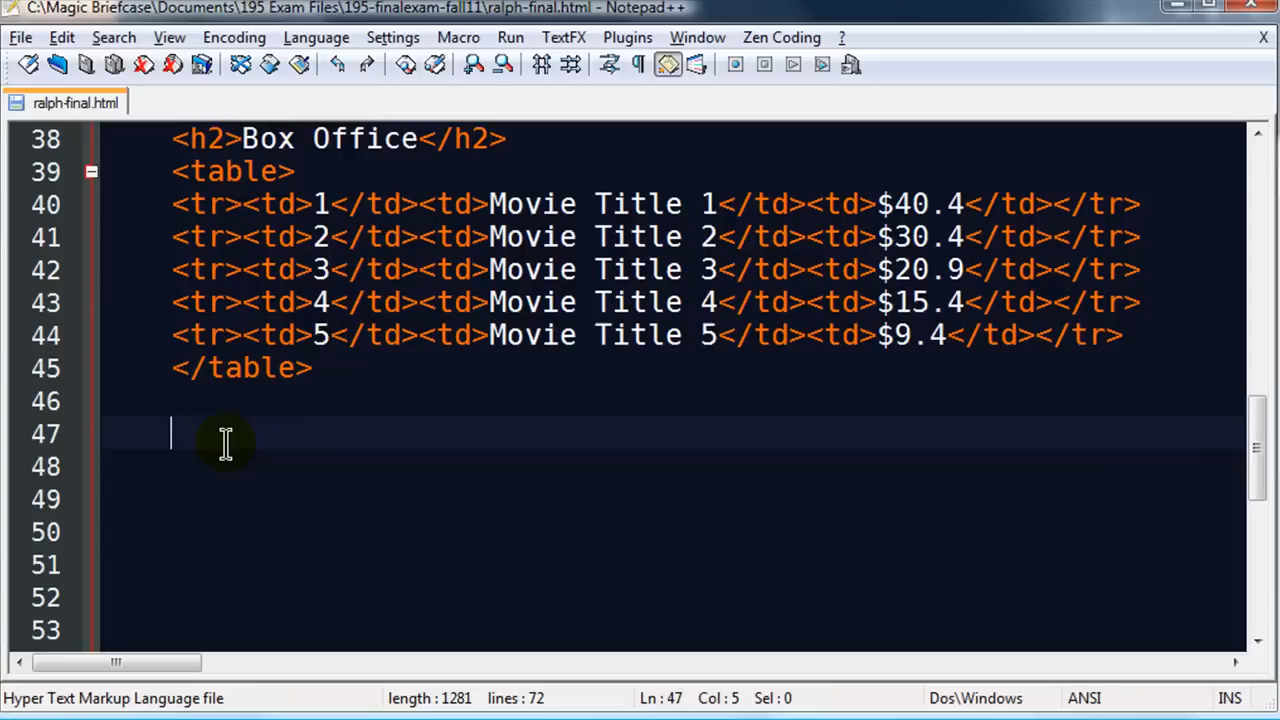 C:\Magic Briefcase\Documents\195 Exam Files\195-finalexam-fall11\ralph-final.html - Notepad++
File Edit Search View Encoding Language Settings Macro Run TextFX Plugins Window Zen Coding ? X
ralph-final.html
38 <h2>Box Office</h2>
39 <table>
40 <tr><td>1</td><td>Movie Title 1</td><td>$40.4</td></tr>
41 <tr><td>2</td><td>Movie Title 2</td><td>$30.4</td></tr>
42 <tr><td>3</td><td>Movie Title 3</td><td>$20.9</td></tr>
43 <tr><td>4</td><td>Movie Title 4</td><td>$15.4</td></tr>
44 <tr><td>5</td><td>Movie Title 5</td><td>$9.4</td></tr>
45 </table>
46
47
48
49
50
51
52
53
Hyper Text Markup Language file length : 1281 lines : 72 Ln : 47 Col : 5 Sel : 0 Dos\Windows ANSI INS